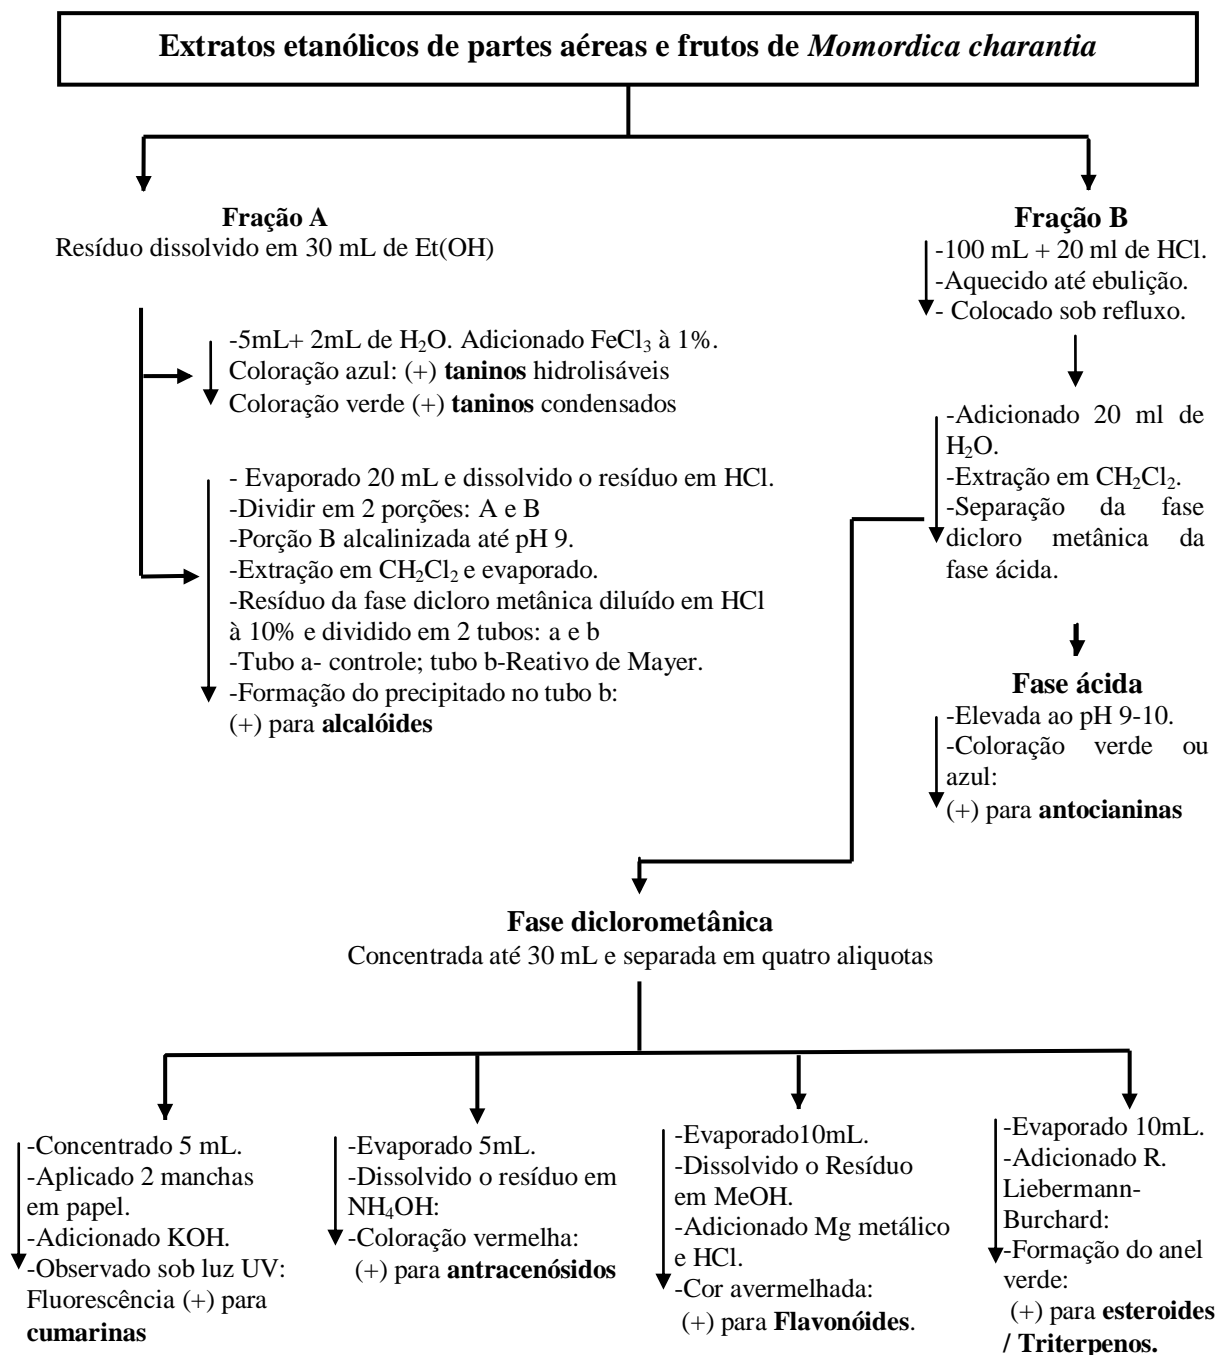 Extratos etanólicos de partes aéreas e frutos de Momordica charantia
Fração A
Resíduo dissolvido em 30 mL de Et(OH)
-5mL+ 2mL de H₂O. Adicionado FeCl₃ à 1%.
Coloração azul: (+) taninos hidrolisáveis
Coloração verde (+) taninos condensados
- Evaporado 20 mL e dissolvido o resíduo em HCl.
-Dividir em 2 porções: A e B
-Porção B alcalinizada até pH 9.
-Extração em CH₂Cl₂ e evaporado.
-Resíduo da fase dicloro metânica diluído em HCl
à 10% e dividido em 2 tubos: a e b
-Tubo a- controle; tubo b-Reativo de Mayer.
-Formação do precipitado no tubo b:
(+) para alcalóides
Fração B
-100 mL + 20 ml de HCl.
-Aquecido até ebulição.
- Colocado sob refluxo.
-Adicionado 20 ml de
H₂O.
-Extração em CH₂Cl₂.
-Separação da fase
dicloro metânica da
fase ácida.
Fase ácida
-Elevada ao pH 9-10.
-Coloração verde ou
azul:
(+) para antocianinas
Fase diclorometânica
Concentrada até 30 mL e separada em quatro aliquotas
-Concentrado 5 mL.
-Aplicado 2 manchas
em papel.
-Adicionado KOH.
-Observado sob luz UV:
Fluorescência (+) para
cumarinas
-Evaporado 5mL.
-Dissolvido o resíduo em
NH₄OH:
-Coloração vermelha:
(+) para antracenósidos
-Evaporado10mL.
-Dissolvido o Resíduo
em MeOH.
-Adicionado Mg metálico
e HCl.
-Cor avermelhada:
(+) para Flavonóides.
-Evaporado 10mL.
-Adicionado R.
Liebermann-
Burchard:
-Formação do anel
verde:
(+) para esteroides
/ Triterpenos.